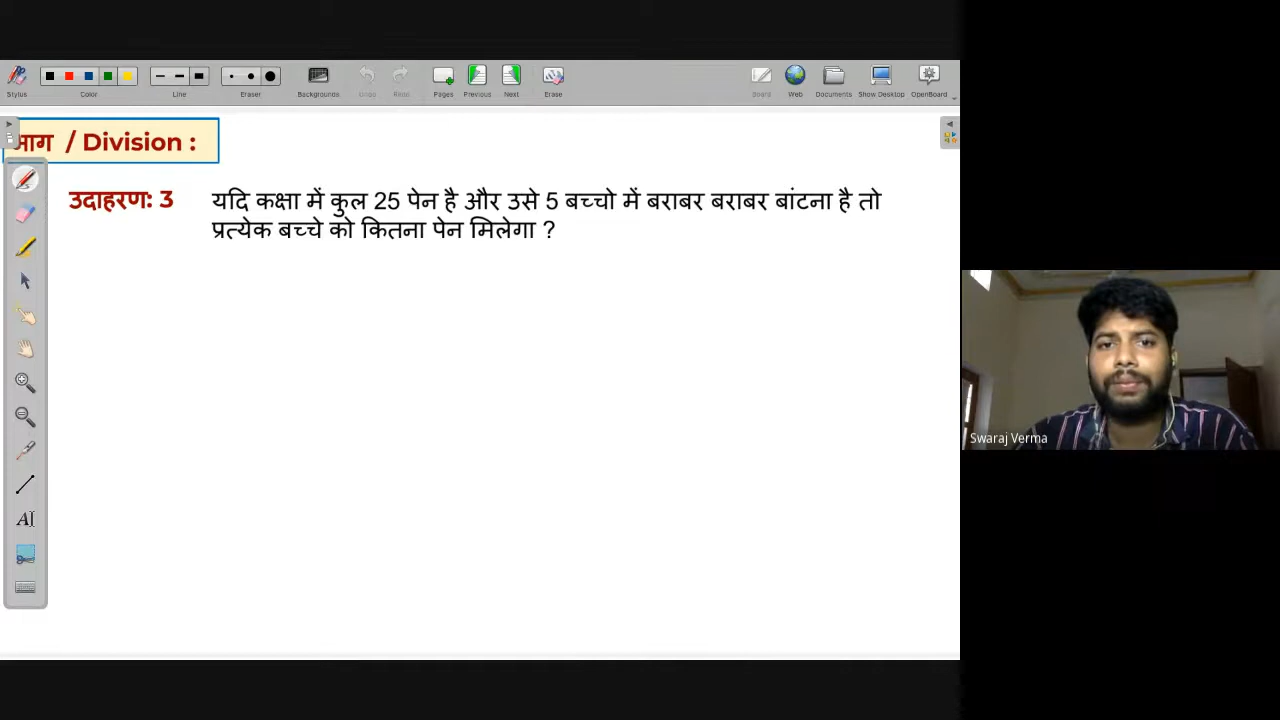 Stylus
Color
Line
Eraser
Backgrounds
Undo
Redo
Pages
Previous
Next
Erase
Board
Web
Documents
Show Desktop
OpenBoard
भाग / Division :
उदाहरण: 3
यदि कक्षा में कुल 25 पेन है और उसे 5 बच्चो में बराबर बराबर बांटना है तो
प्रत्येक बच्चे को कितना पेन मिलेगा ?
Swaraj Verma